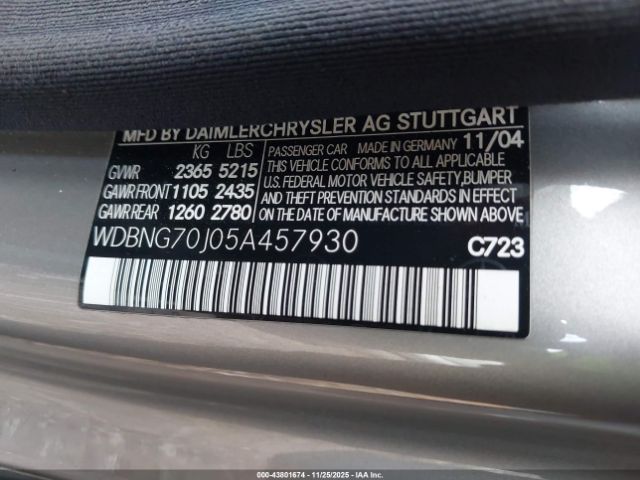 MFD BY DAIMLERCHRYSLER AG STUTTGART
KG LBS
GVWR 2365 5215
GAWR FRONT 1105 2435
GAWR REAR 1260 2780
PASSENGER CAR MADE IN GERMANY 11/04
THIS VEHICLE CONFORMS TO ALL APPLICABLE
U.S. FEDERAL MOTOR VEHICLE SAFETY,BUMPER
AND THEFT PREVENTION STANDARDS IN EFFECT
ON THE DATE OF MANUFACTURE SHOWN ABOVE.
WDBNG70J05A457930
C723
000-43801674 - 11/25/2025 - IAA Inc.